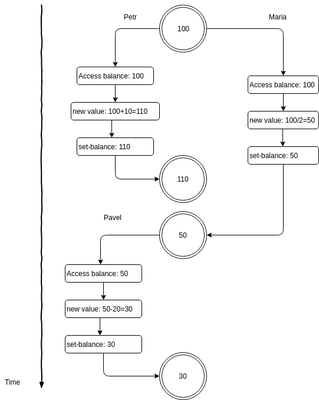 Petr
Maria
100
Access balance: 100
Access balance: 100
new value: 100+10=110
new value: 100/2=50
set-balance: 110
set-balance: 50
110
Pavel
50
Access balance: 50
new value: 50-20=30
set-balance: 30
30
Time